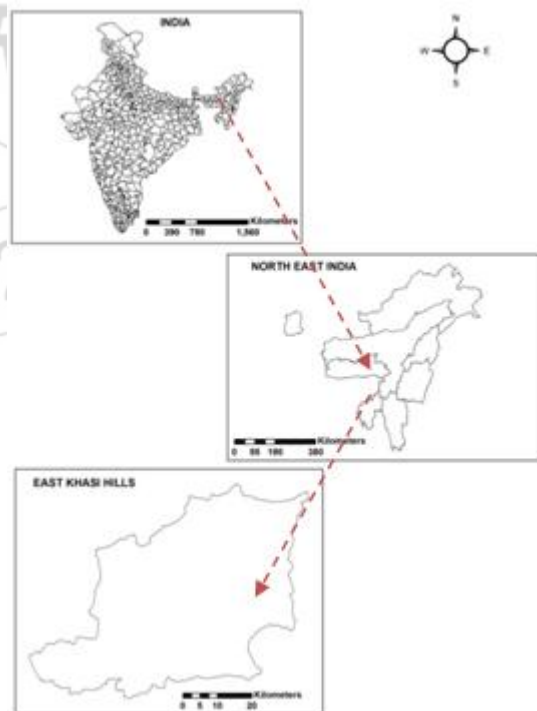 INDIA
N
W E
S
Kilometers
0 390 780 1,560
NORTH EAST INDIA
Kilometers
0 95 190 380
EAST KHASI HILLS
Kilometers
0 5 10 20